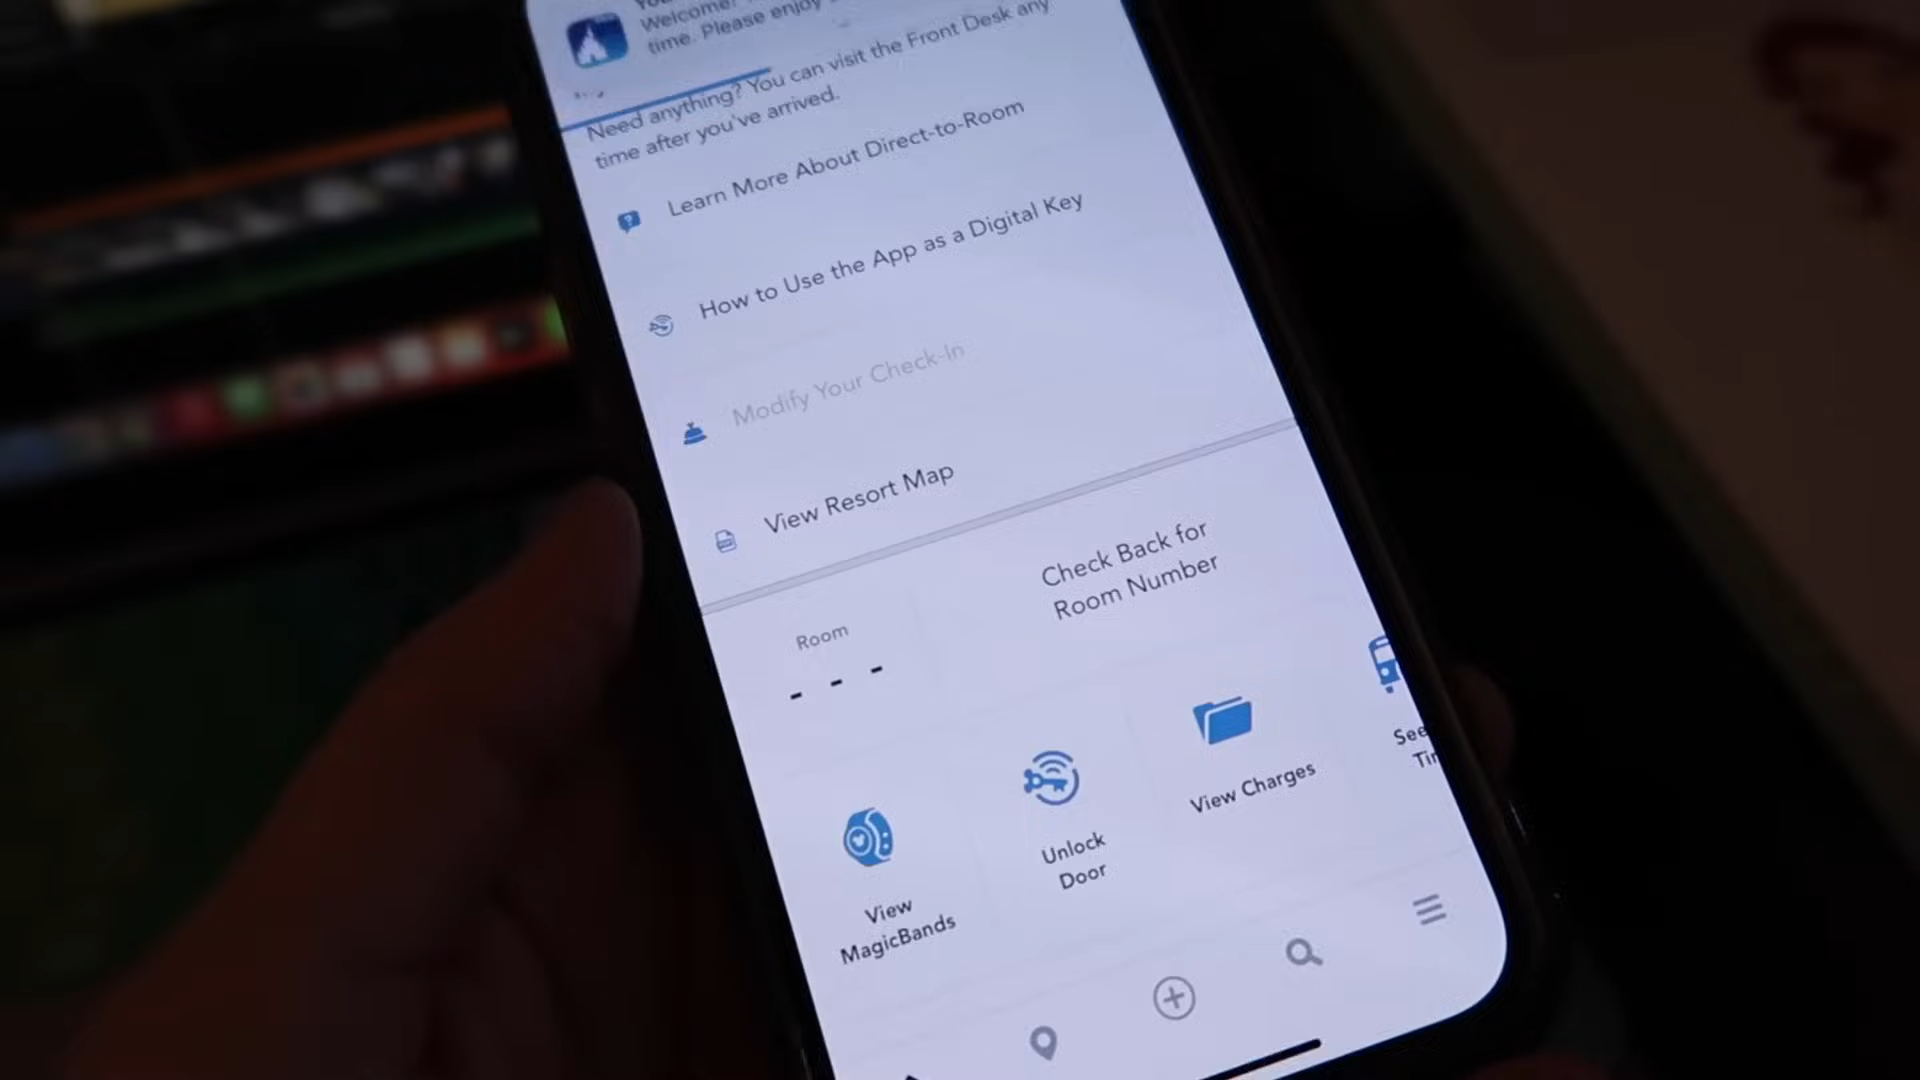 Welcome!
time. Please enjoy
Need anything? You can visit the Front Desk any
time after you've arrived.
Learn More About Direct-to-Room
How to Use the App as a Digital Key
Modify Your Check-In
View Resort Map
Room
- - -
Check Back for
Room Number
View
MagicBands
Unlock
Door
View Charges
See